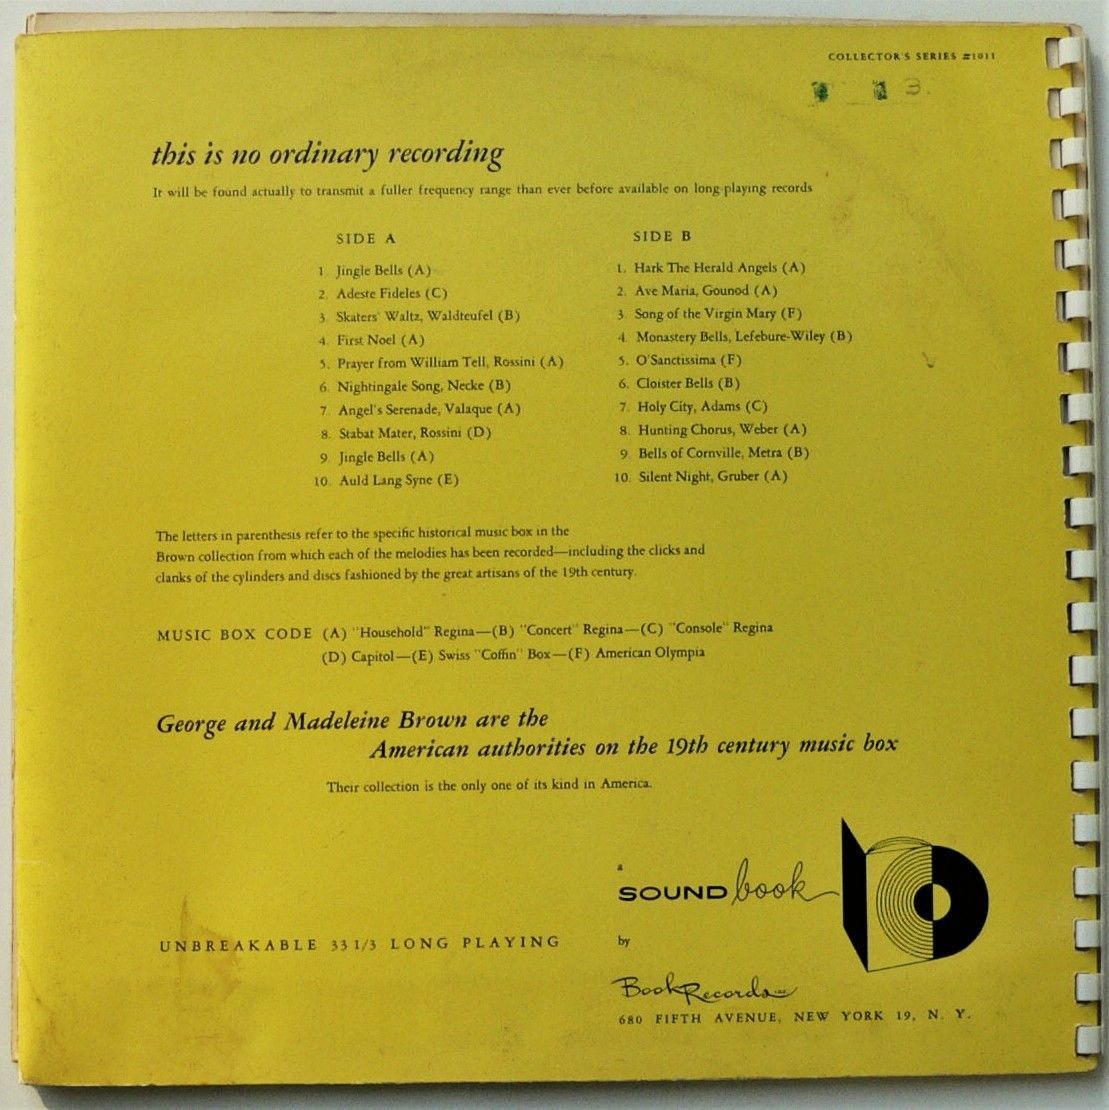 COLLECTOR'S SERIES #1011
3.
this is no ordinary recording
It will be found actually to transmit a fuller frequency range than ever before available on long-playing records
SIDE A
1. Jingle Bells (A)
2. Adeste Fideles (C)
3. Skaters' Waltz, Waldteufel (B)
4. First Noel (A)
5. Prayer from William Tell, Rossini (A)
6. Nightingale Song, Necke (B)
7. Angel's Serenade, Valaque (A)
8. Stabat Mater, Rossini (D)
9. Jingle Bells (A)
10. Auld Lang Syne (E)
SIDE B
1. Hark The Herald Angels (A)
2. Ave Maria, Gounod (A)
3. Song of the Virgin Mary (F)
4. Monastery Bells, Lefebure-Wiley (B)
5. O'Sanctissima (F)
6. Cloister Bells (B)
7. Holy City, Adams (C)
8. Hunting Chorus, Weber (A)
9. Bells of Cornville, Metra (B)
10. Silent Night, Gruber (A)
The letters in parenthesis refer to the specific historical music box in the
Brown collection from which each of the melodies has been recorded—including the clicks and
clanks of the cylinders and discs fashioned by the great artisans of the 19th century.
MUSIC BOX CODE (A) "Household" Regina—(B) "Concert" Regina—(C) "Console" Regina
(D) Capitol—(E) Swiss "Coffin" Box—(F) American Olympia
George and Madeleine Brown are the
American authorities on the 19th century music box
Their collection is the only one of its kind in America.
a
SOUND book
by
Book Records INC
680 FIFTH AVENUE, NEW YORK 19, N. Y.
UNBREAKABLE 33 1/3 LONG PLAYING